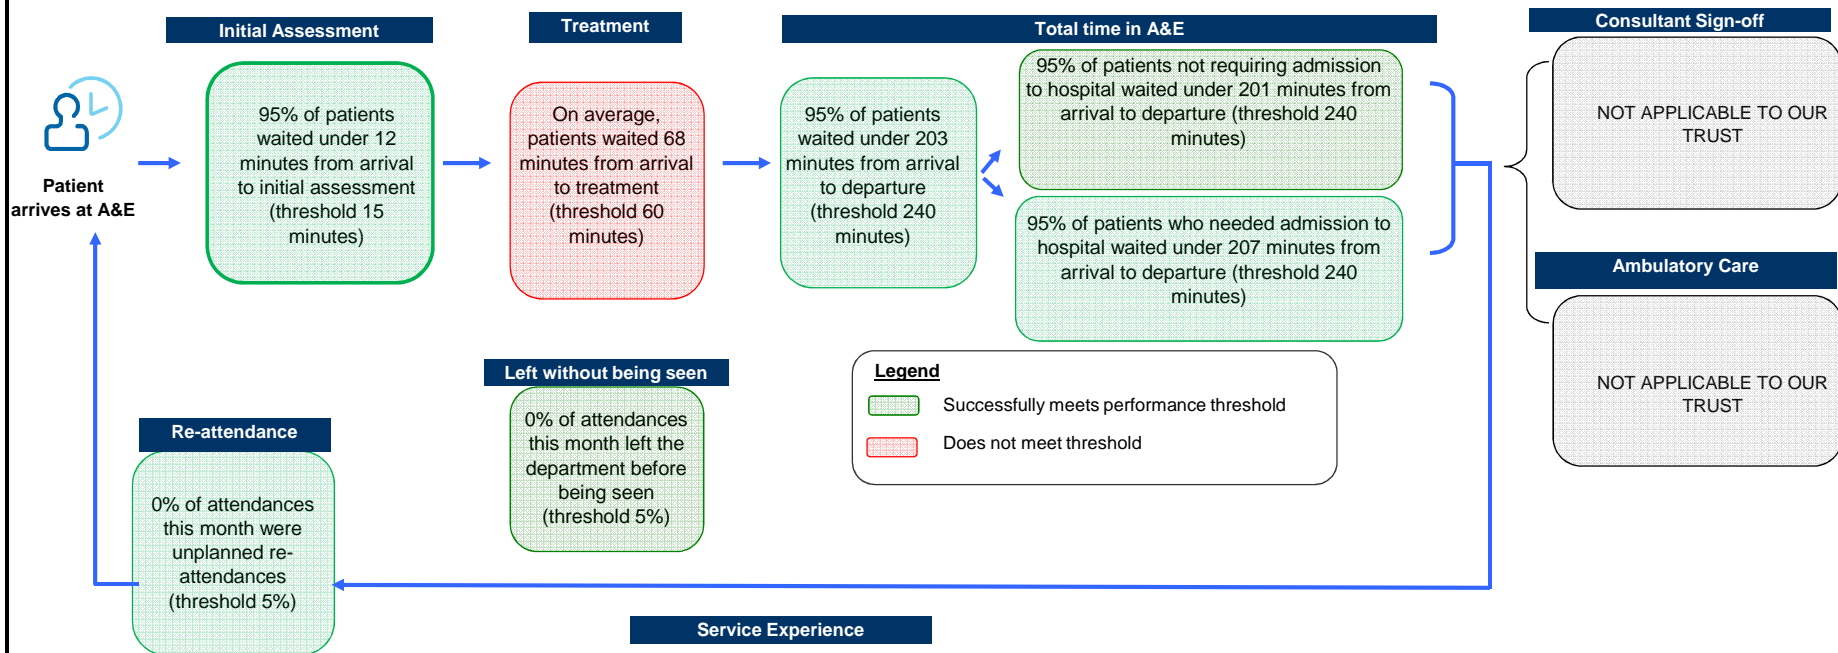 Initial Assessment
Treatment
Total time in A&E
Consultant Sign-off
Patient
arrives at A&E
95% of patients
waited under 12
minutes from arrival
to initial assessment
(threshold 15
minutes)
On average,
patients waited 68
minutes from arrival
to treatment
(threshold 60
minutes)
95% of patients
waited under 203
minutes from arrival
to departure
(threshold 240
minutes)
95% of patients not requiring admission
to hospital waited under 201 minutes from
arrival to departure (threshold 240
minutes)
95% of patients who needed admission to
hospital waited under 207 minutes from
arrival to departure (threshold 240
minutes)
NOT APPLICABLE TO OUR
TRUST
Ambulatory Care
NOT APPLICABLE TO OUR
TRUST
Left without being seen
0% of attendances
this month left the
department before
being seen
(threshold 5%)
Legend
Successfully meets performance threshold
Does not meet threshold
Re-attendance
0% of attendances
this month were
unplanned re-
attendances
(threshold 5%)
Service Experience